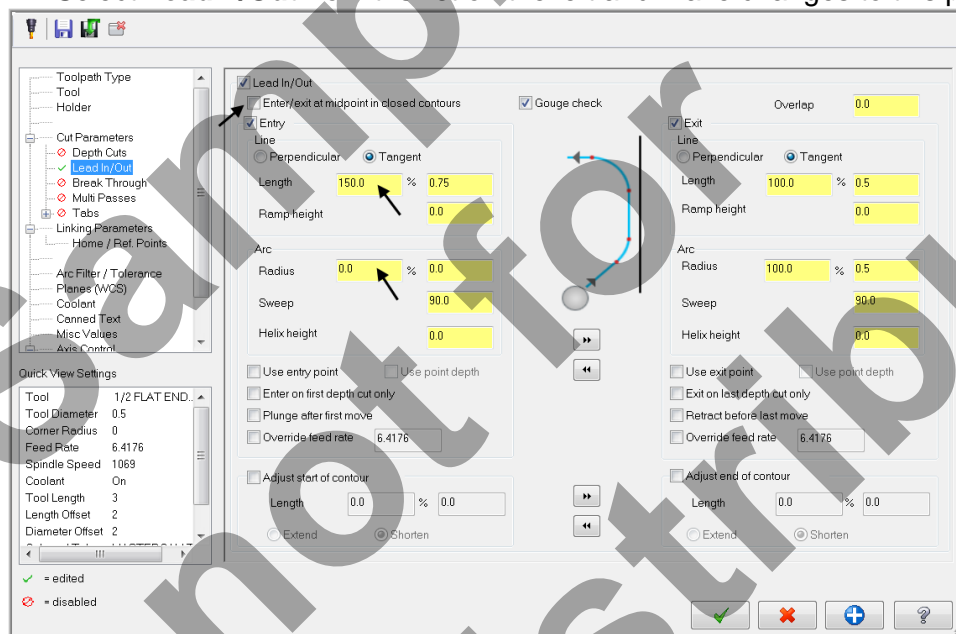 Toolpath Type
Tool
Holder
Cut Parameters
Depth Cuts
Lead In/Out
Break Through
Multi Passes
Tabs
Linking Parameters
Home / Ref. Points
Arc Filter / Tolerance
Planes (WCS)
Coolant
Canned Text
Misc Values
Axis Control
Quick View Settings
Tool 1/2 FLAT END..
Tool Diameter 0.5
Corner Radius 0
Feed Rate 6.4176
Spindle Speed 1069
Coolant On
Tool Length 3
Length Offset 2
Diameter Offset 2
= edited
= disabled
Lead In/Out
Enter/exit at midpoint in closed contours
Gouge check
Overlap 0.0
Entry
Line
Perpendicular Tangent
Length 150.0 % 0.75
Ramp height 0.0
Arc
Radius 0.0 % 0.0
Sweep 90.0
Helix height 0.0
Use entry point Use point depth
Enter on first depth cut only
Plunge after first move
Override feed rate 6.4176
Adjust start of contour
Length 0.0 % 0.0
Extend Shorten
Exit
Line
Perpendicular Tangent
Length 100.0 % 0.5
Ramp height 0.0
Arc
Radius 100.0 % 0.5
Sweep 90.0
Helix height 0.0
Use exit point Use point depth
Exit on last depth cut only
Retract before last move
Override feed rate 6.4176
Adjust end of contour
Length 0.0 % 0.0
Extend Shorten